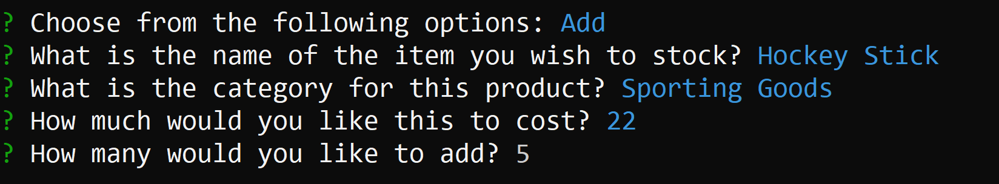 ? Choose from the following options: Add
? What is the name of the item you wish to stock? Hockey Stick
? What is the category for this product? Sporting Goods
? How much would you like this to cost? 22
? How many would you like to add? 5